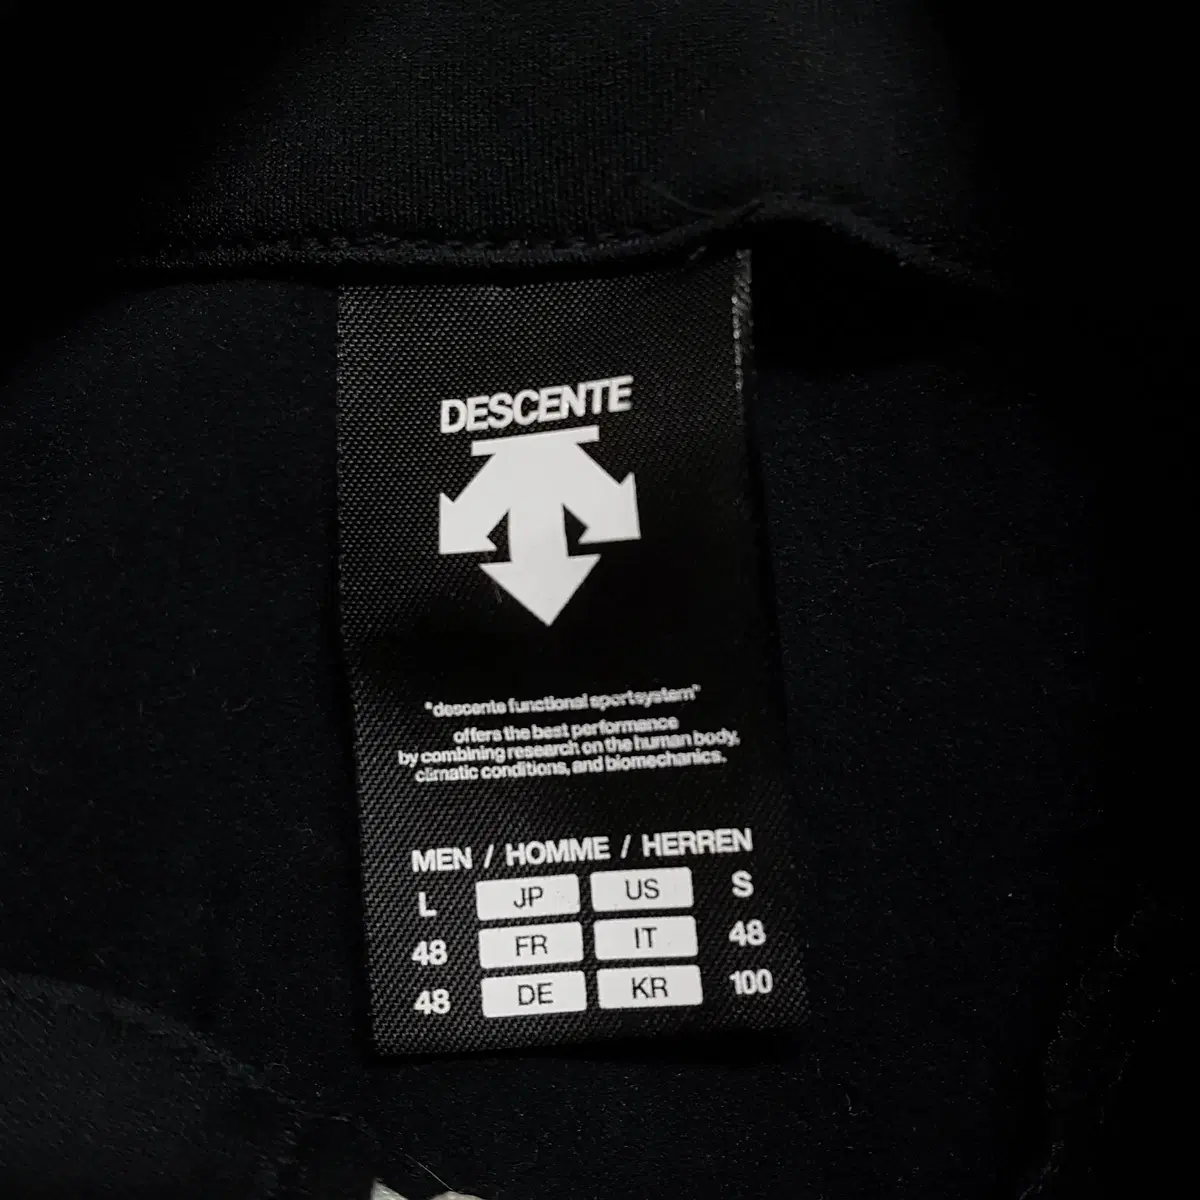 DESCENTE
"descente functional sportsystem"
offers the best performance
by combining research on the human body,
climatic conditions, and biomechanics.
MEN / HOMME / HERREN
L JP US S
48 FR IT 48
48 DE KR 100